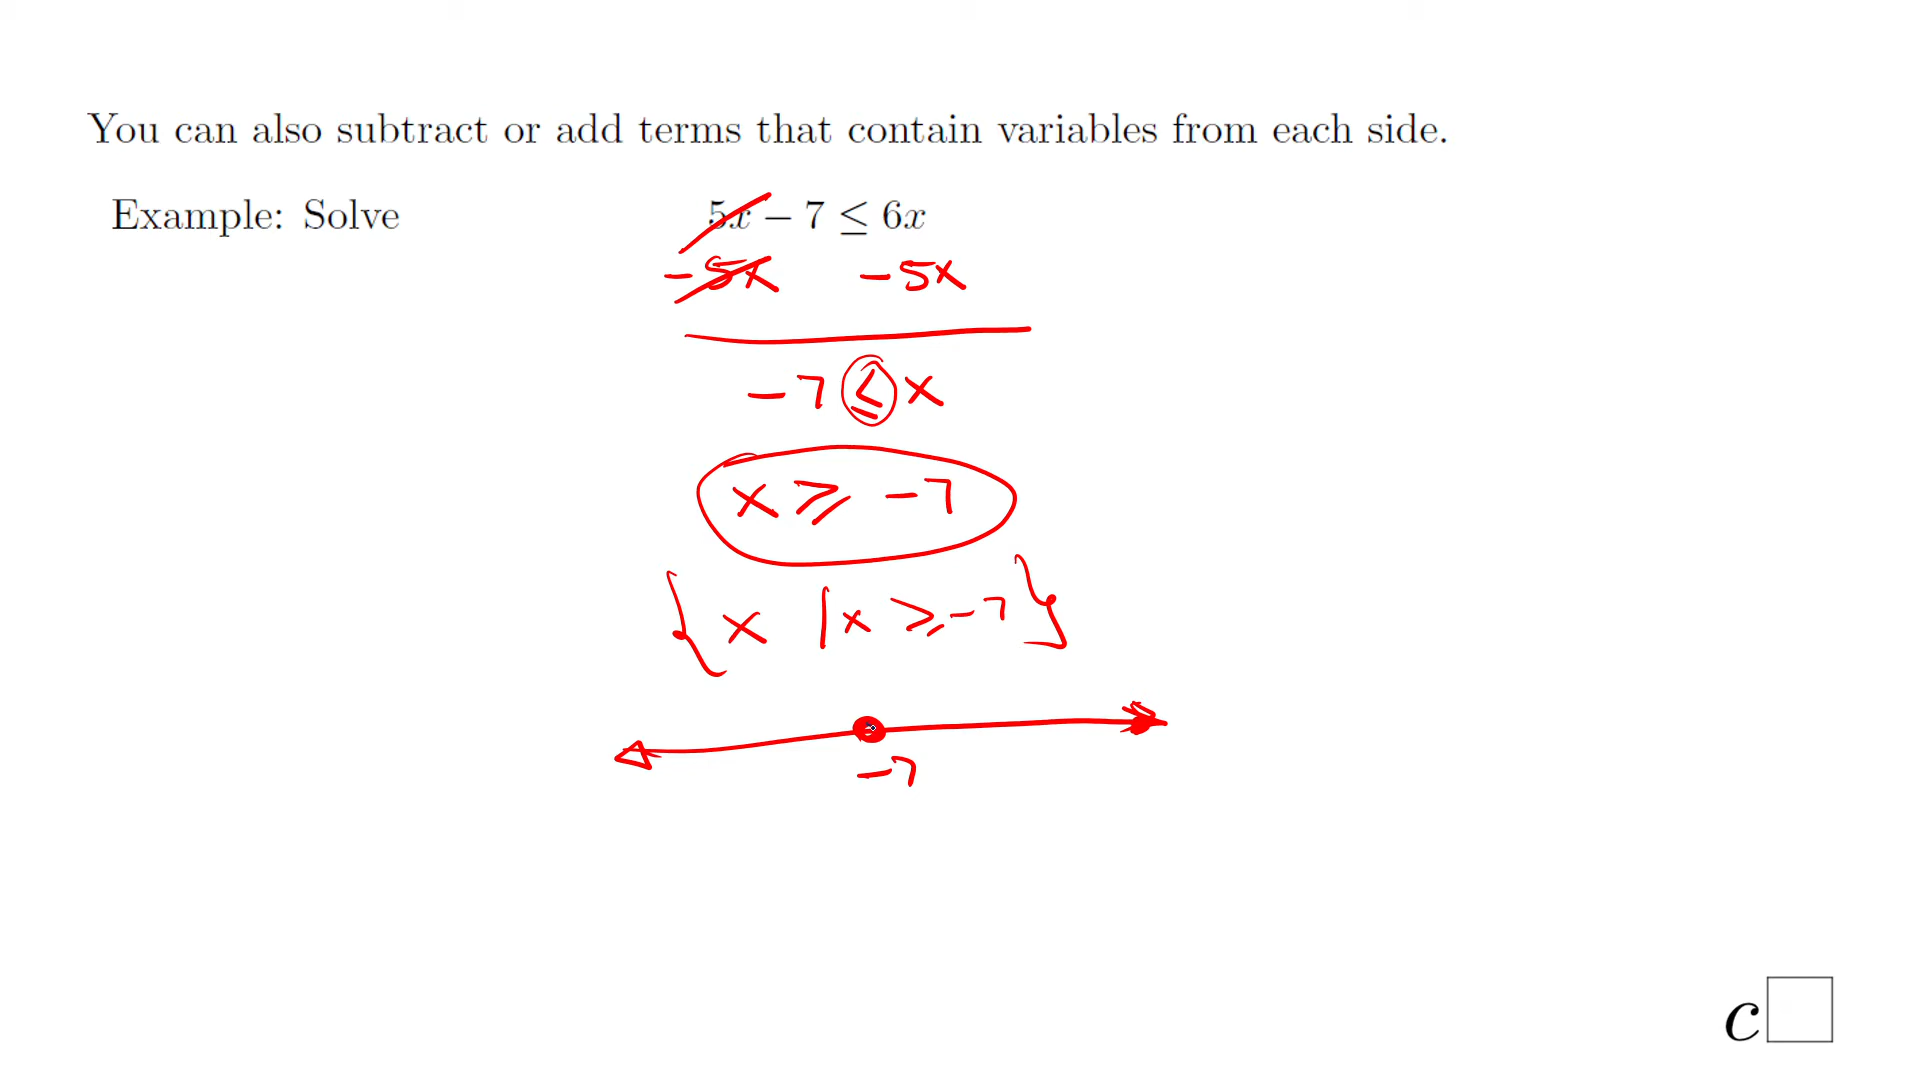 You can also subtract or add terms that contain variables from each side.
Example: Solve 5x − 7 ≤ 6x
−5x −5x
−7 ≤ x
x ≥ −7
{x | x ≥ −7}
−7
c